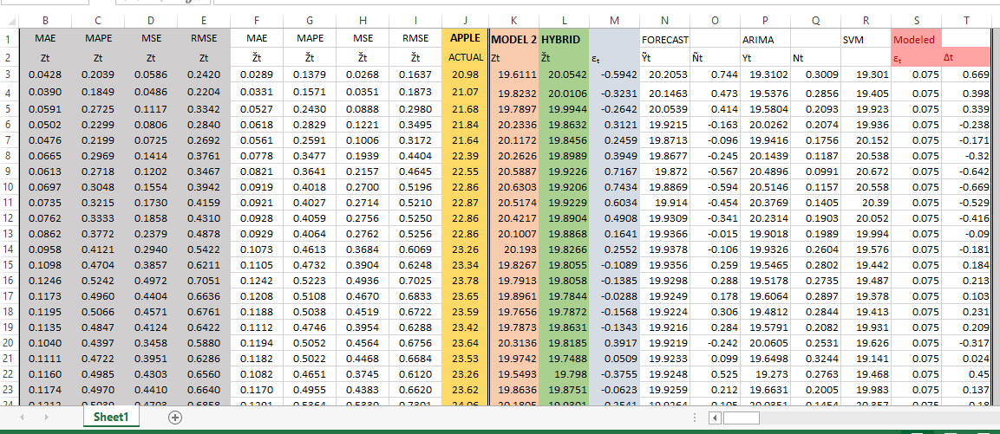 B C D E F G H I J K L M N O P Q R S T
1 MAE MAPE MSE RMSE MAE MAPE MSE RMSE APPLE MODEL 2 HYBRID FORECAST ARIMA SVM Modeled
2 Zt Zt Zt Zt Žt Žt Žt Žt ACTUAL Zt Žt εt Ỹt Ñt Yt Nt εt Δt
3 0.0428 0.2039 0.0586 0.2420 0.0289 0.1379 0.0268 0.1637 20.98 19.6111 20.0542 -0.5942 20.2053 0.744 19.3102 0.3009 19.301 0.075 0.669
4 0.0390 0.1849 0.0486 0.2204 0.0331 0.1571 0.0351 0.1873 21.07 19.8232 20.0106 -0.3231 20.1463 0.473 19.5376 0.2856 19.405 0.075 0.398
5 0.0591 0.2725 0.1117 0.3342 0.0527 0.2430 0.0888 0.2980 21.68 19.7897 19.9944 -0.2642 20.0539 0.414 19.5804 0.2093 19.923 0.075 0.339
6 0.0502 0.2299 0.0806 0.2840 0.0618 0.2829 0.1221 0.3495 21.84 20.2336 19.8632 0.3121 19.9215 -0.163 20.0262 0.2074 19.936 0.075 -0.238
7 0.0476 0.2199 0.0725 0.2692 0.0561 0.2591 0.1006 0.3172 21.64 20.1172 19.8456 0.2459 19.8713 -0.096 19.9416 0.1756 20.152 0.075 -0.171
8 0.0665 0.2969 0.1414 0.3761 0.0778 0.3477 0.1939 0.4404 22.39 20.2626 19.8989 0.3949 19.8677 -0.245 20.1439 0.1187 20.538 0.075 -0.32
9 0.0613 0.2718 0.1202 0.3467 0.0821 0.3641 0.2157 0.4645 22.55 20.5887 19.9226 0.7167 19.872 -0.567 20.4896 0.0991 20.672 0.075 -0.642
10 0.0697 0.3048 0.1554 0.3942 0.0919 0.4018 0.2700 0.5196 22.86 20.6303 19.9206 0.7434 19.8869 -0.594 20.5146 0.1157 20.558 0.075 -0.669
11 0.0735 0.3215 0.1730 0.4159 0.0921 0.4027 0.2714 0.5210 22.87 20.5174 19.9229 0.6034 19.914 -0.454 20.3769 0.1405 20.39 0.075 -0.529
12 0.0762 0.3333 0.1858 0.4310 0.0928 0.4059 0.2756 0.5250 22.86 20.4217 19.8904 0.4908 19.9309 -0.341 20.2314 0.1903 20.052 0.075 -0.416
13 0.0862 0.3772 0.2379 0.4878 0.0929 0.4064 0.2762 0.5256 22.86 20.1007 19.8868 0.1641 19.9366 -0.015 19.9018 0.1989 19.994 0.075 -0.09
14 0.0958 0.4121 0.2940 0.5422 0.1073 0.4613 0.3684 0.6069 23.26 20.193 19.8266 0.2552 19.9378 -0.106 19.9326 0.2604 19.576 0.075 -0.181
15 0.1098 0.4704 0.3857 0.6211 0.1105 0.4732 0.3904 0.6248 23.34 19.8267 19.8055 -0.1089 19.9356 0.259 19.5465 0.2802 19.442 0.075 0.184
16 0.1246 0.5242 0.4972 0.7051 0.1242 0.5223 0.4936 0.7025 23.78 19.7913 19.8058 -0.1385 19.9298 0.288 19.5178 0.2735 19.487 0.075 0.213
17 0.1173 0.4960 0.4404 0.6636 0.1208 0.5108 0.4670 0.6833 23.65 19.8961 19.7844 -0.0288 19.9249 0.178 19.6064 0.2897 19.378 0.075 0.103
18 0.1195 0.5066 0.4571 0.6761 0.1188 0.5038 0.4519 0.6722 23.59 19.7656 19.7872 -0.1568 19.9224 0.306 19.4812 0.2844 19.413 0.075 0.231
19 0.1135 0.4847 0.4124 0.6422 0.1112 0.4746 0.3954 0.6288 23.42 19.7873 19.8631 -0.1343 19.9216 0.284 19.5791 0.2082 19.931 0.075 0.209
20 0.1040 0.4397 0.3458 0.5880 0.1194 0.5052 0.4564 0.6756 23.64 20.3136 19.8185 0.3917 19.9219 -0.242 20.0605 0.2531 19.626 0.075 -0.317
21 0.1111 0.4722 0.3951 0.6286 0.1182 0.5022 0.4468 0.6684 23.53 19.9742 19.7488 0.0509 19.9233 0.099 19.6498 0.3244 19.141 0.075 0.024
22 0.1160 0.4985 0.4303 0.6560 0.1082 0.4651 0.3745 0.6120 23.26 19.5493 19.798 -0.3755 19.9248 0.525 19.273 0.2763 19.468 0.075 0.45
23 0.1174 0.4970 0.4410 0.6640 0.1170 0.4955 0.4383 0.6620 23.62 19.8636 19.8751 -0.0623 19.9259 0.212 19.6631 0.2005 19.983 0.075 0.137
Sheet1